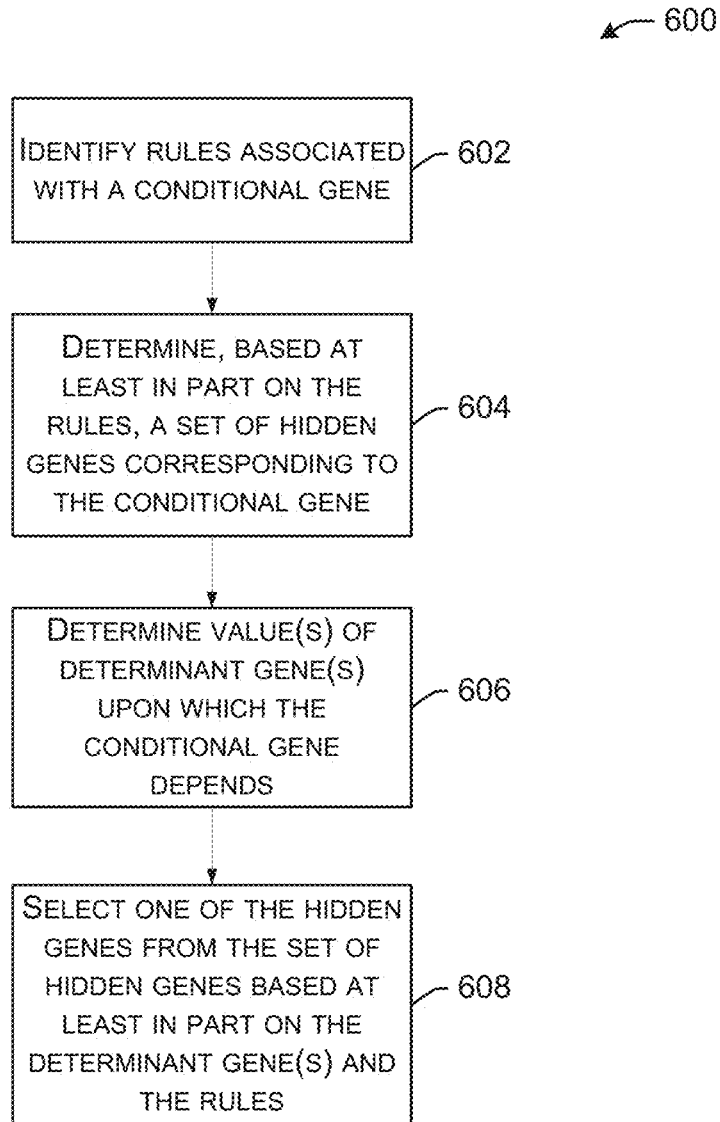 600
IDENTIFY RULES ASSOCIATED
WITH A CONDITIONAL GENE
602
DETERMINE, BASED AT
LEAST IN PART ON THE
RULES, A SET OF HIDDEN
GENES CORRESPONDING TO
THE CONDITIONAL GENE
604
DETERMINE VALUE(S) OF
DETERMINANT GENE(S)
UPON WHICH THE
CONDITIONAL GENE
DEPENDS
606
SELECT ONE OF THE HIDDEN
GENES FROM THE SET OF
HIDDEN GENES BASED AT
LEAST IN PART ON THE
DETERMINANT GENE(S) AND
THE RULES
608